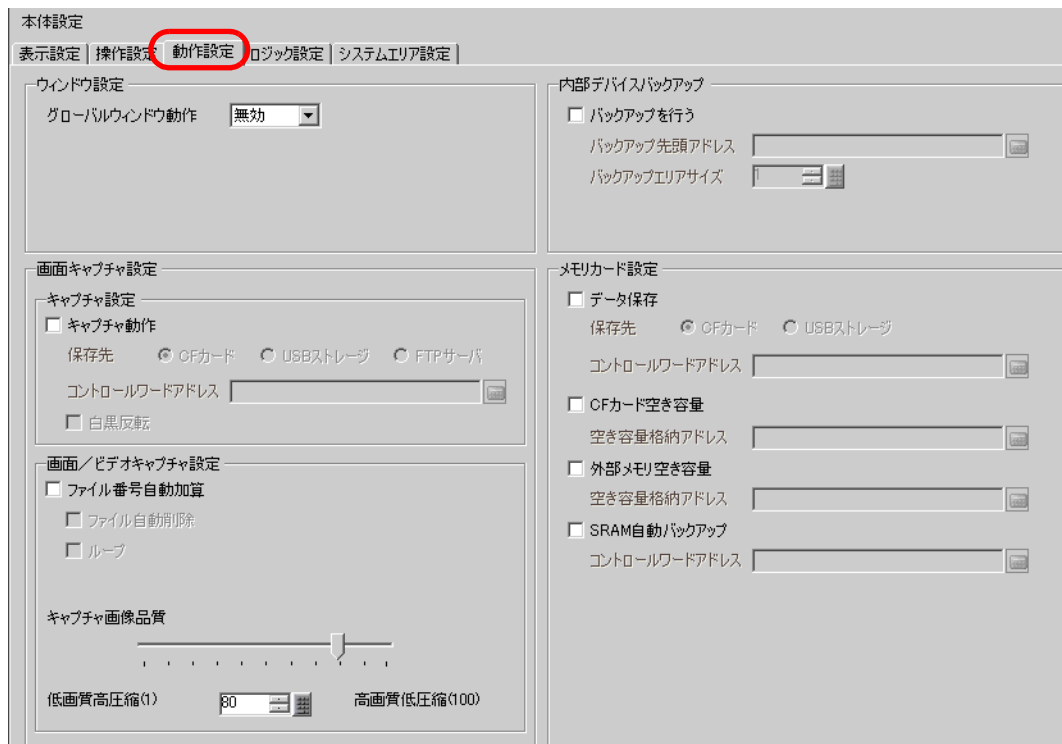 本体設定
表示設定 操作設定 動作設定 ロジック設定 システムエリア設定
ウィンドウ設定
グローバルウィンドウ動作 無効
画面キャプチャ設定
キャプチャ設定
キャプチャ動作
保存先 CFカード USBストレージ FTPサーバ
コントロールワードアドレス
白黒反転
画面/ビデオキャプチャ設定
ファイル番号自動加算
ファイル自動削除
ループ
キャプチャ画像品質
低画質高圧縮(1) 80 高画質低圧縮(100)
内部デバイスバックアップ
バックアップを行う
バックアップ先頭アドレス
バックアップエリアサイズ 1
メモリカード設定
データ保存
保存先 CFカード USBストレージ
コントロールワードアドレス
CFカード空き容量
空き容量格納アドレス
外部メモリ空き容量
空き容量格納アドレス
SRAM自動バックアップ
コントロールワードアドレス